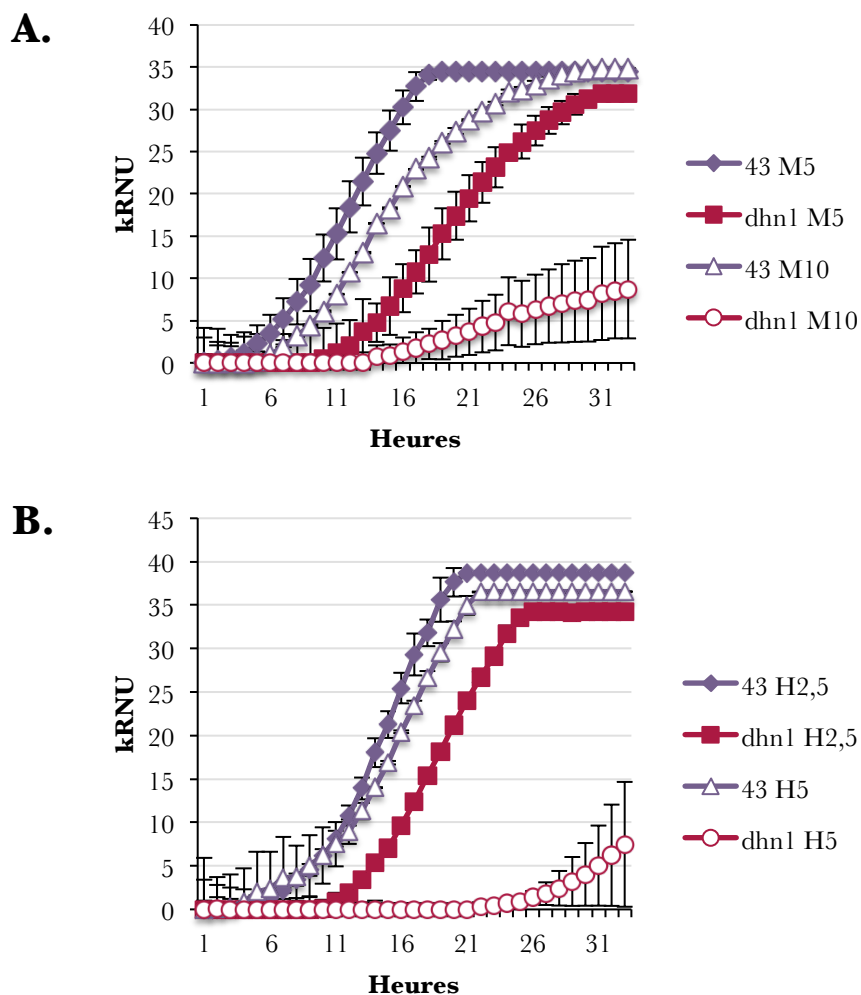 A.
40
35
30
25
20
15
10
5
0
kRNU
1 6 11 16 21 26 31
Heures
43 M5
dhn1 M5
43 M10
dhn1 M10
B.
45
40
35
30
25
20
15
10
5
0
kRNU
1 6 11 16 21 26 31
Heures
43 H2,5
dhn1 H2,5
43 H5
dhn1 H5